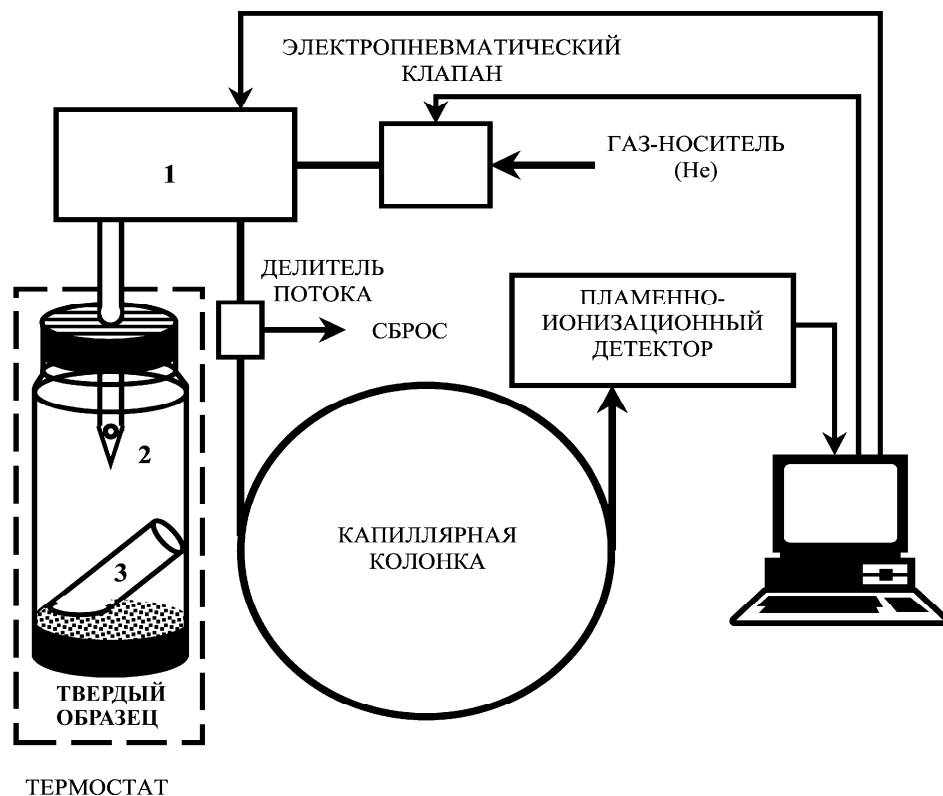 ЭЛЕКТРОПНЕВМАТИЧЕСКИЙ
КЛАПАН
1
ГАЗ-НОСИТЕЛЬ
(He)
ДЕЛИТЕЛЬ
ПОТОКА
СБРОС
ПЛАМЕННО-
ИОНИЗАЦИОННЫЙ
ДЕТЕКТОР
2
КАПИЛЛЯРНАЯ
КОЛОНКА
3
ТВЕРДЫЙ
ОБРАЗЕЦ
ТЕРМОСТАТ